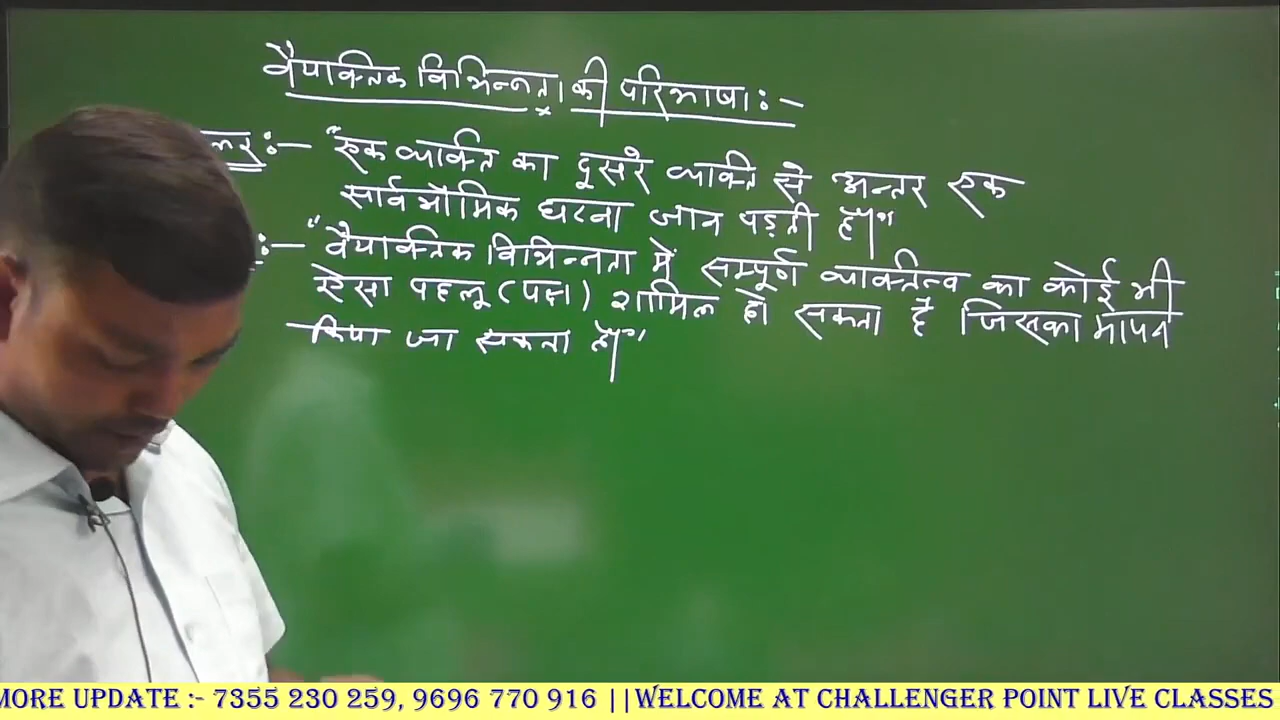 वैयक्तिक विभिन्नता की परिभाषा :-
लर :- "एक व्यक्ति का दूसरे व्यक्ति से अन्तर एक
सार्वभौमिक घटना जान पड़ती है।"
:- "वैयक्तिक विभिन्नता में सम्पूर्ण व्यक्तित्व का कोई भी
ऐसा पहलू (पक्ष) शामिल हो सकता है जिसका मापन
किया जा सकता है।"
MORE UPDATE :- 7355 230 259, 9696 770 916 ||WELCOME AT CHALLENGER POINT LIVE CLASSES